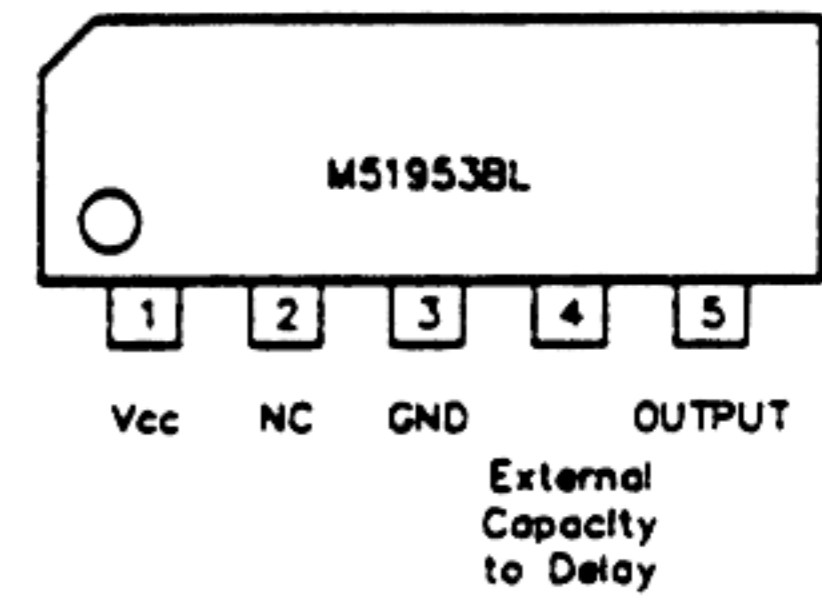 M51953BL
1 2 3 4 5
Vcc NC GND OUTPUT
External
Capacity
to Delay